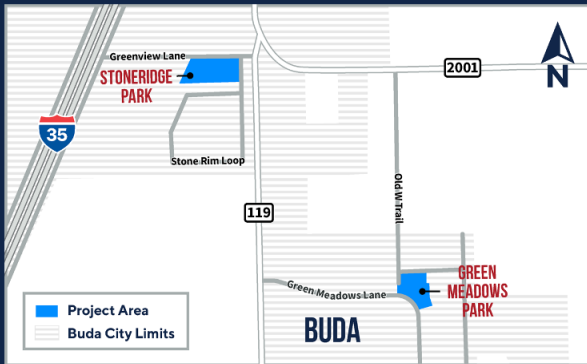 Greenview Lane
STONERIDGE
PARK
2001
N
35
Stone Rim Loop
Old W Trail
119
GREEN
MEADOWS
PARK
Green Meadows Lane
BUDA
Project Area
Buda City Limits